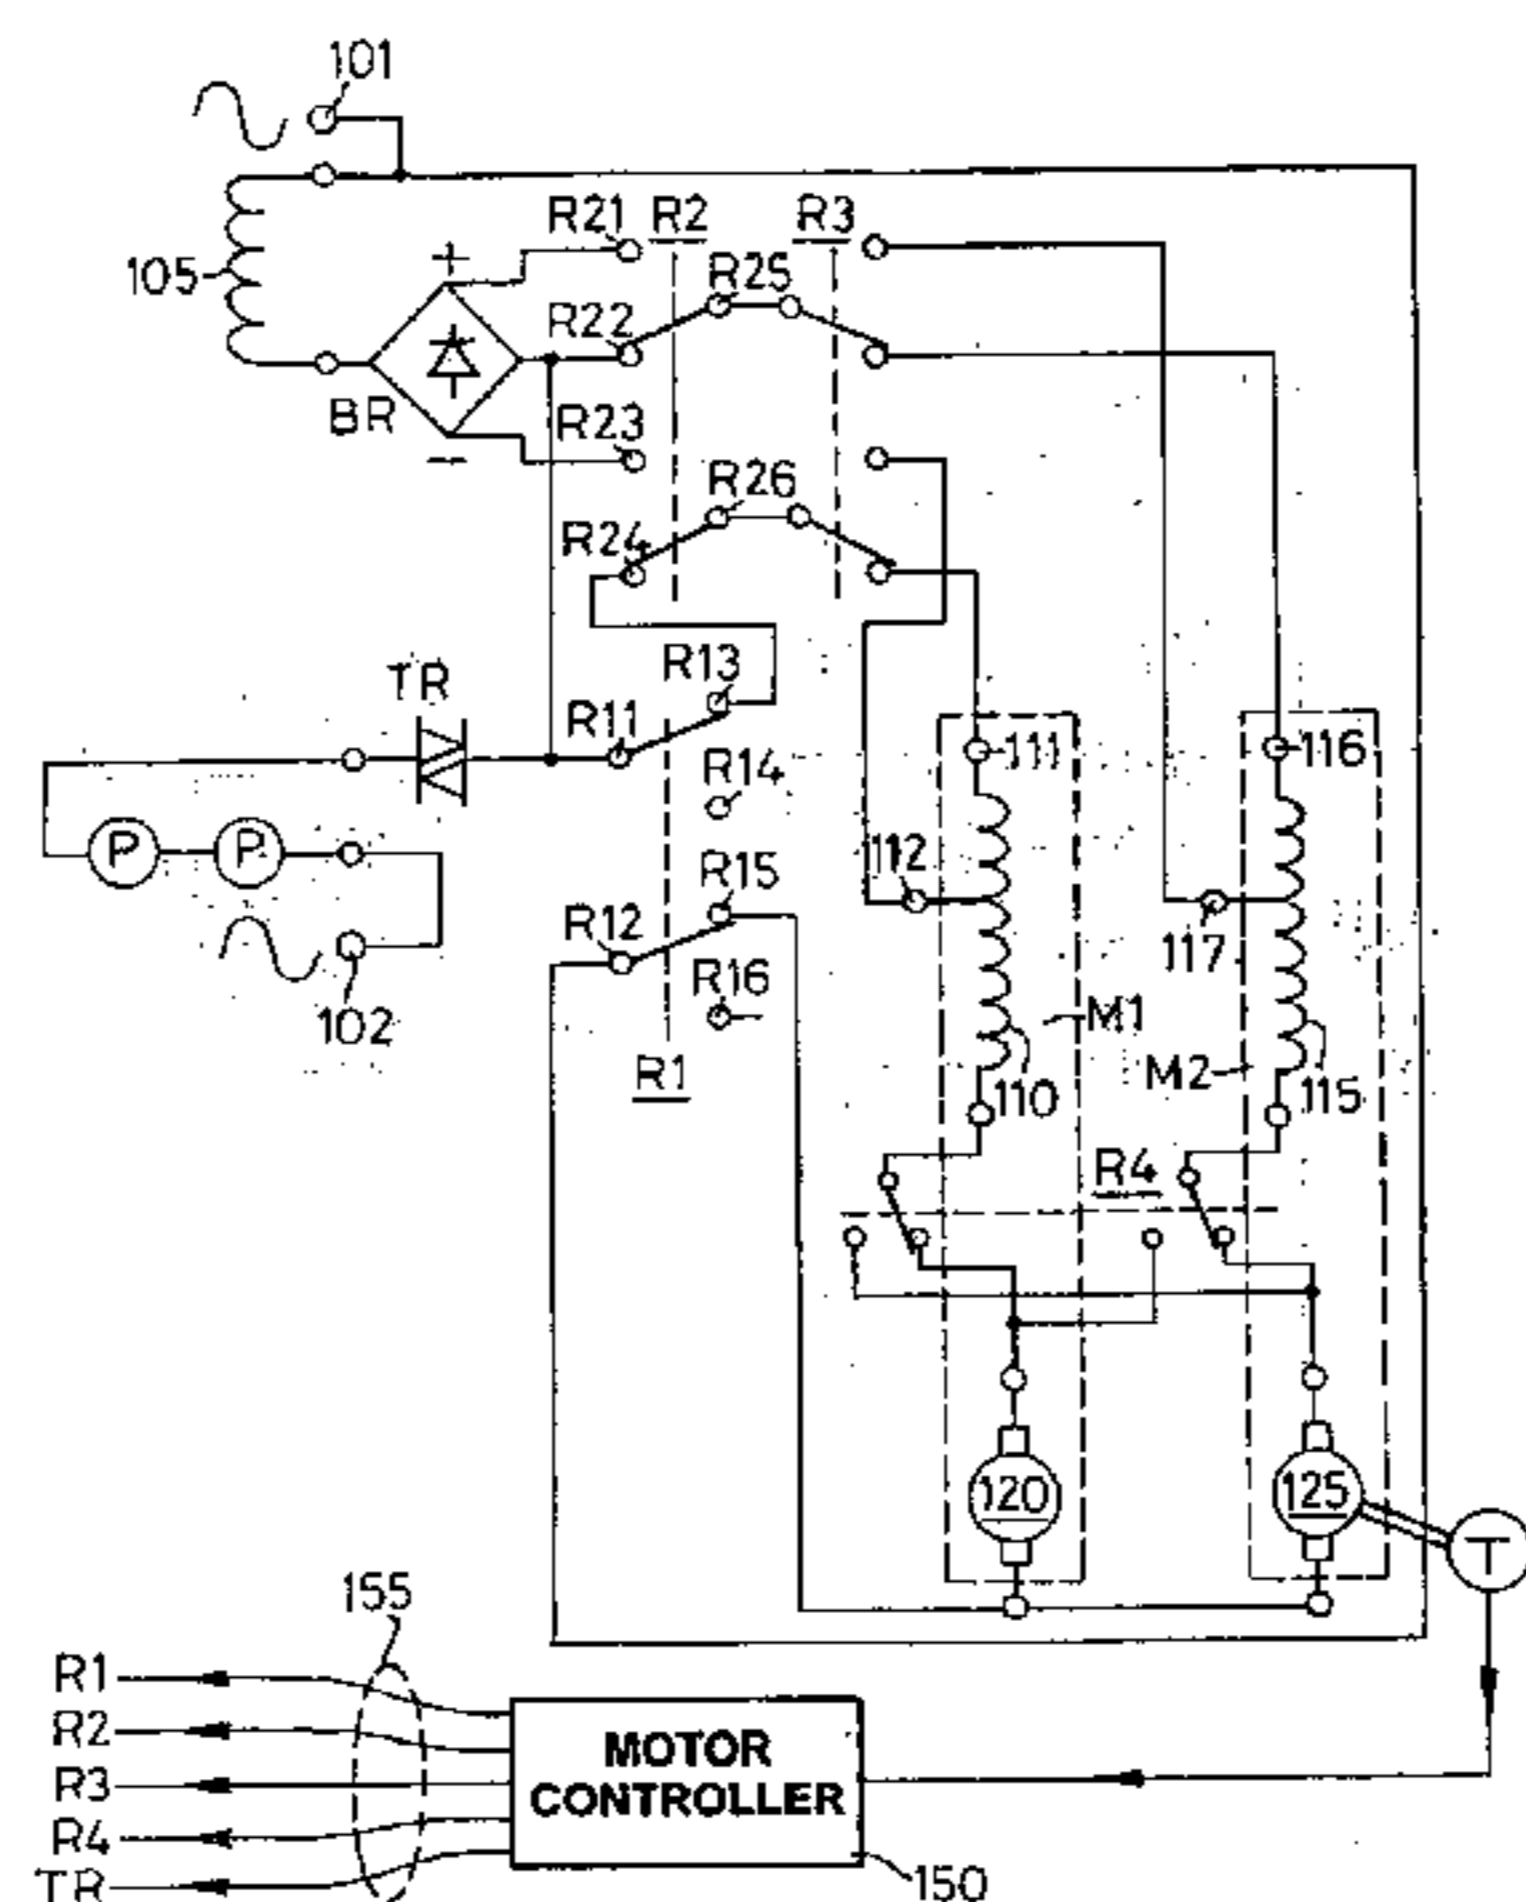 101
R21 R2 R3
105
+
R25
R22
BR
R23
−
R26
R24
TR
R13
R11
R14
111
116
P P
112
R15
R12
117
R16
102
M1
R1
M2
110
115
R4
120
125
T
155
R1
R2
R3
R4
TR
MOTOR
CONTROLLER
150